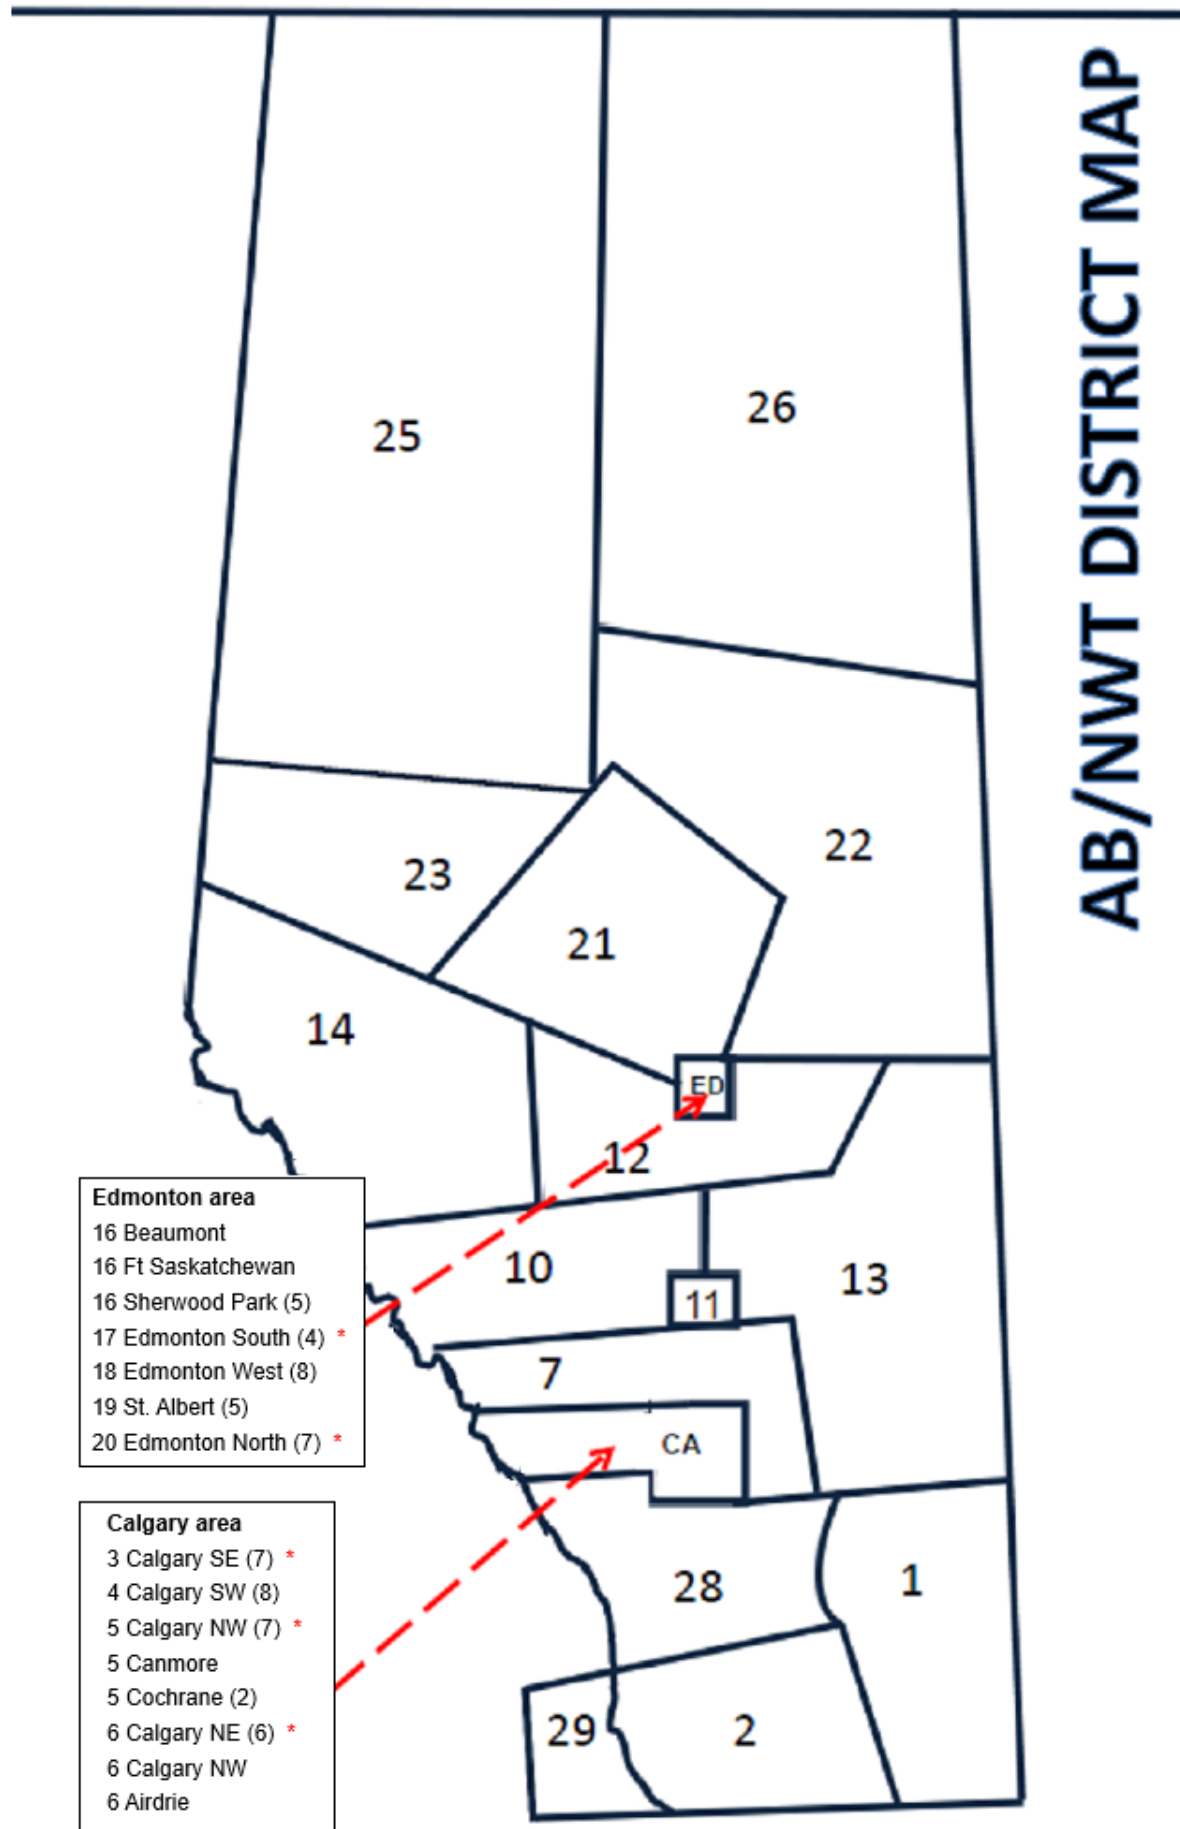 AB/NWT DISTRICT MAP
25
26
23
22
21
14
ED
12
10
13
11
7
CA
28
1
29
2
Edmonton area
16 Beaumont
16 Ft Saskatchewan
16 Sherwood Park (5)
17 Edmonton South (4) *
18 Edmonton West (8)
19 St. Albert (5)
20 Edmonton North (7) *
Calgary area
3 Calgary SE (7) *
4 Calgary SW (8)
5 Calgary NW (7) *
5 Canmore
5 Cochrane (2)
6 Calgary NE (6) *
6 Calgary NW
6 Airdrie